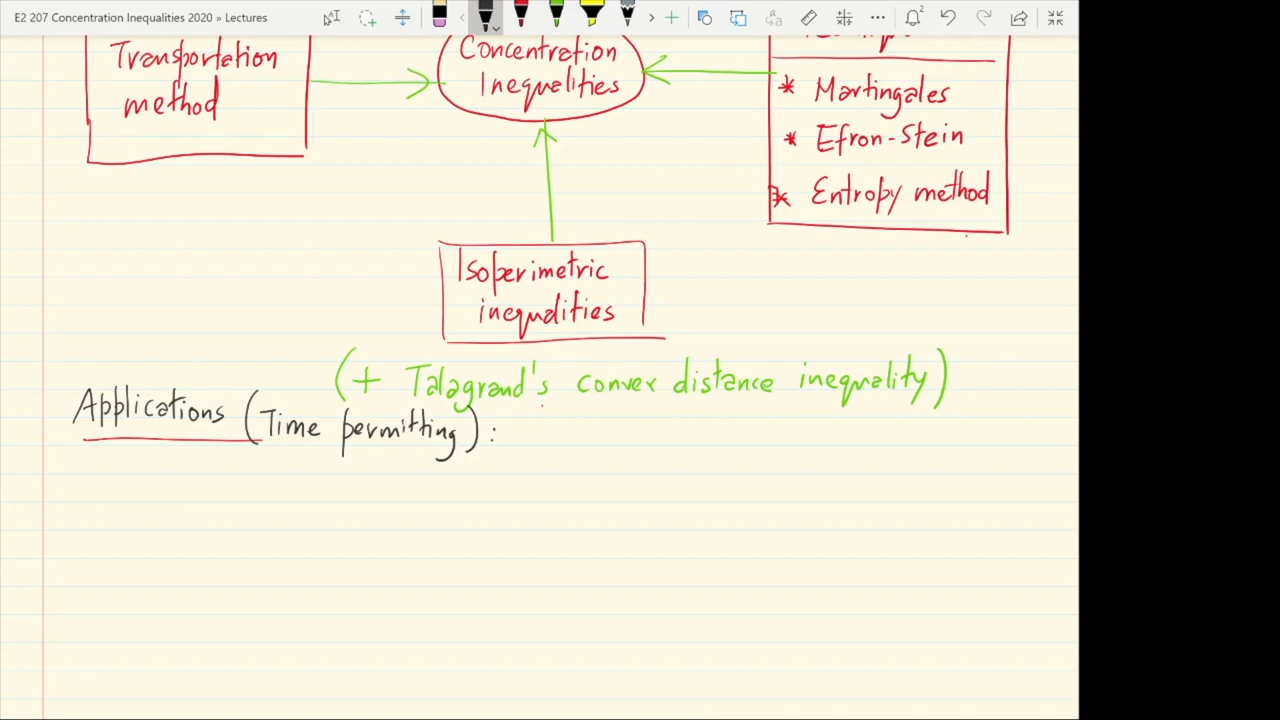 E2 207 Concentration Inequalities 2020 » Lectures
Transportation
method
Concentration
Inequalities
* Martingales
* Efron-Stein
* Entropy method
Isoperimetric
inequalities
(+ Talagrand's convex distance inequality)
Applications (Time permitting) :